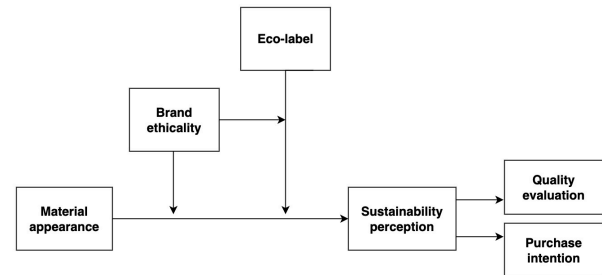 Eco-label
Brand
ethicality
Material
appearance
Sustainability
perception
Quality
evaluation
Purchase
intention